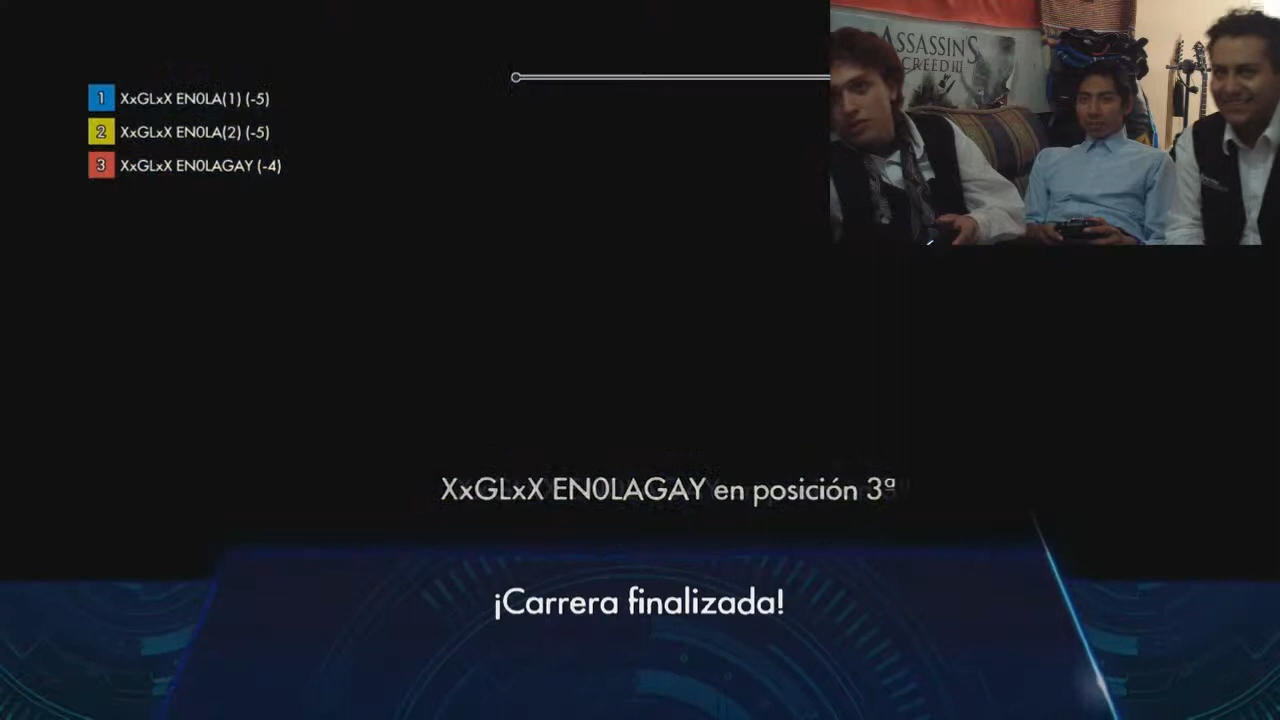 1 XxGLxX EN0LA(1) (-5)
2 XxGLxX EN0LA(2) (-5)
3 XxGLxX EN0LAGAY (-4)
ASSASSIN'S
CREED III
XxGLxX EN0LAGAY en posición 3ª
¡Carrera finalizada!